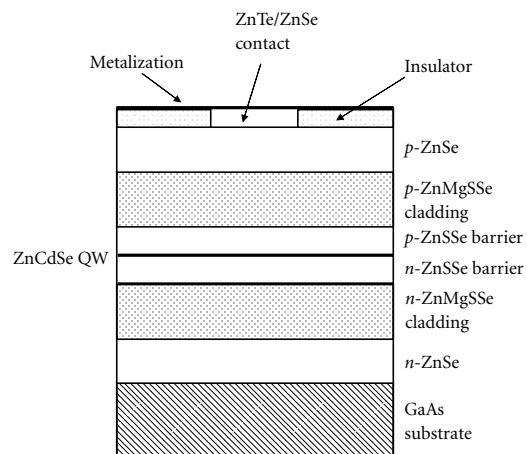 ZnTe/ZnSe
contact
Metalization
Insulator
p-ZnSe
p-ZnMgSSe
cladding
p-ZnSSe barrier
ZnCdSe QW
n-ZnSSe barrier
n-ZnMgSSe
cladding
n-ZnSe
GaAs
substrate